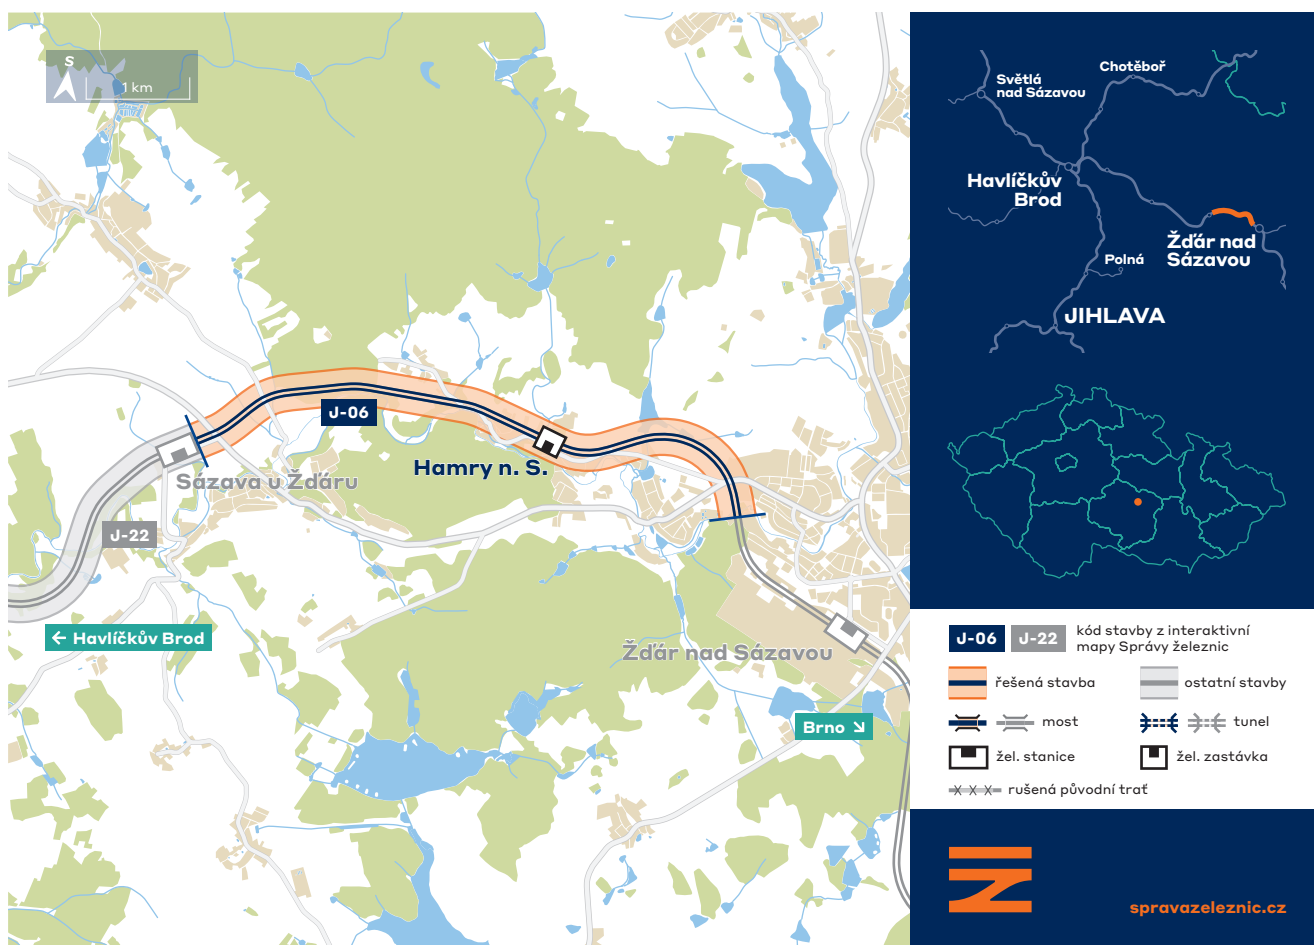 S
1 km
J-06
Hamry n. S.
Sázava u Žďáru
J-22
← Havlíčkův Brod
Žďár nad Sázavou
Brno ↘
Světlá
nad Sázavou
Chotěboř
Havlíčkův
Brod
Žďár nad
Sázavou
Polná
JIHLAVA
J-06 J-22 kód stavby z interaktivní
mapy Správy železnic
řešená stavba
ostatní stavby
most
tunel
žel. stanice
žel. zastávka
rušená původní trať
spravazeleznic.cz